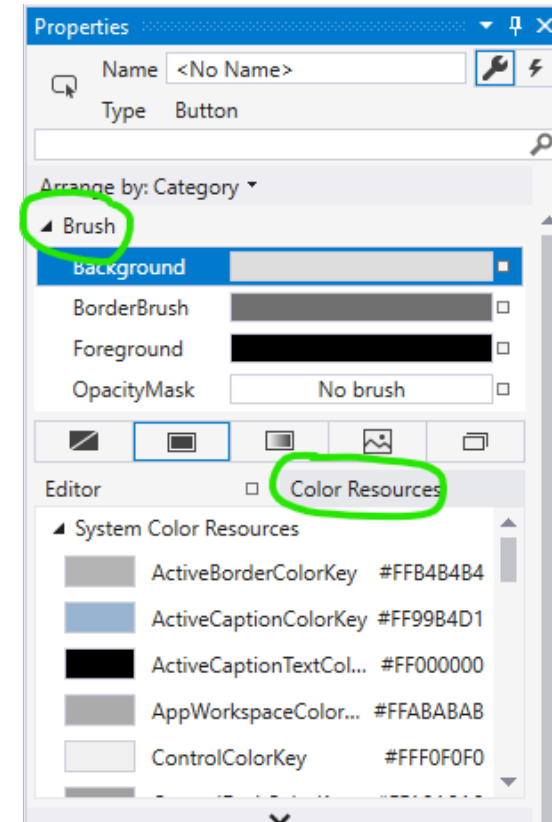 Properties
Name <No Name>
Type Button
Arrange by: Category
Brush
Background
BorderBrush
Foreground
OpacityMask No brush
Editor Color Resources
System Color Resources
ActiveBorderColorKey #FFB4B4B4
ActiveCaptionColorKey #FF99B4D1
ActiveCaptionTextCol... #FF000000
AppWorkspaceColor... #FFABABAB
ControlColorKey #FFF0F0F0